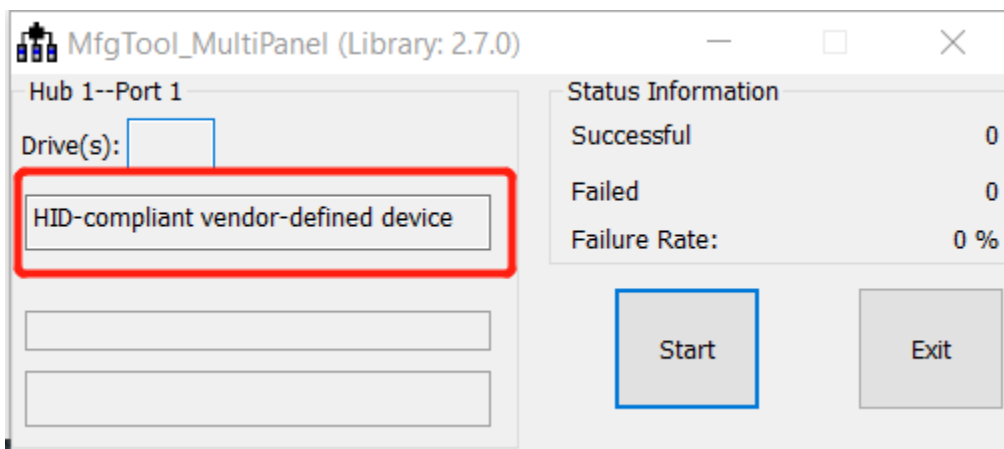 MfgTool_MultiPanel (Library: 2.7.0)
Hub 1--Port 1
Drive(s):
HID-compliant vendor-defined device
Status Information
Successful 0
Failed 0
Failure Rate: 0 %
Start
Exit